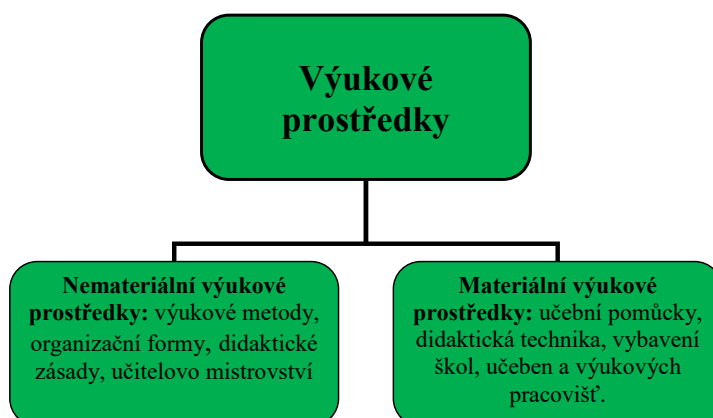 Výukové
prostředky
Nemateriální výukové
prostředky: výukové metody,
organizační formy, didaktické
zásady, učitelovo mistrovství
Materiální výukové
prostředky: učební pomůcky,
didaktická technika, vybavení
škol, učeben a výukových
pracovišť.